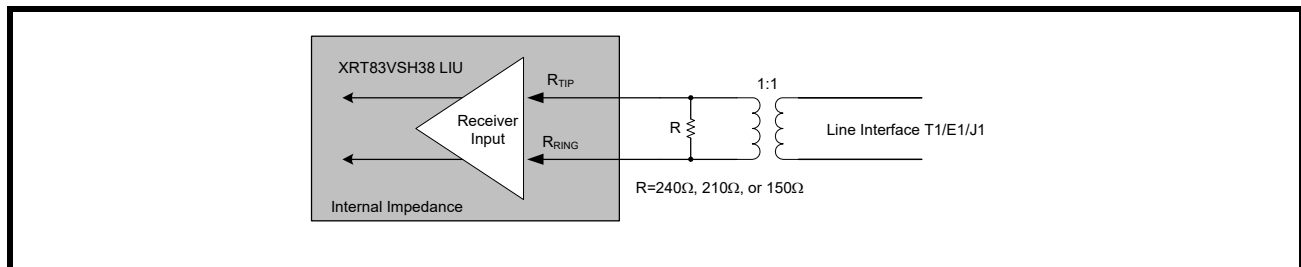 XRT83VSH38 LIU
RTIP
1:1
Receiver
Input
R
Line Interface T1/E1/J1
RRING
R=240Ω, 210Ω, or 150Ω
Internal Impedance